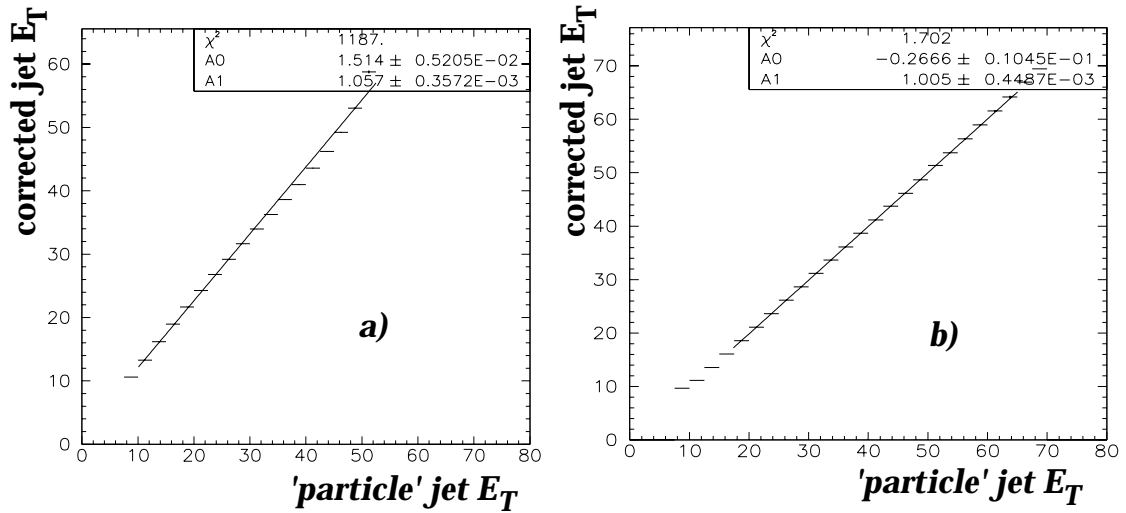 corrected jet E_T
χ² 1187.
A0 1.514 ± 0.5205E−02
A1 1.057 ± 0.3572E−03
60
50
40
30
20
10
0
0 10 20 30 40 50 60 70 80
a)
'particle' jet E_T
corrected jet E_T
χ² 1.702
A0 −0.2666 ± 0.1045E−01
A1 1.005 ± 0.4487E−03
70
60
50
40
30
20
10
0
0 10 20 30 40 50 60 70 80
b)
'particle' jet E_T